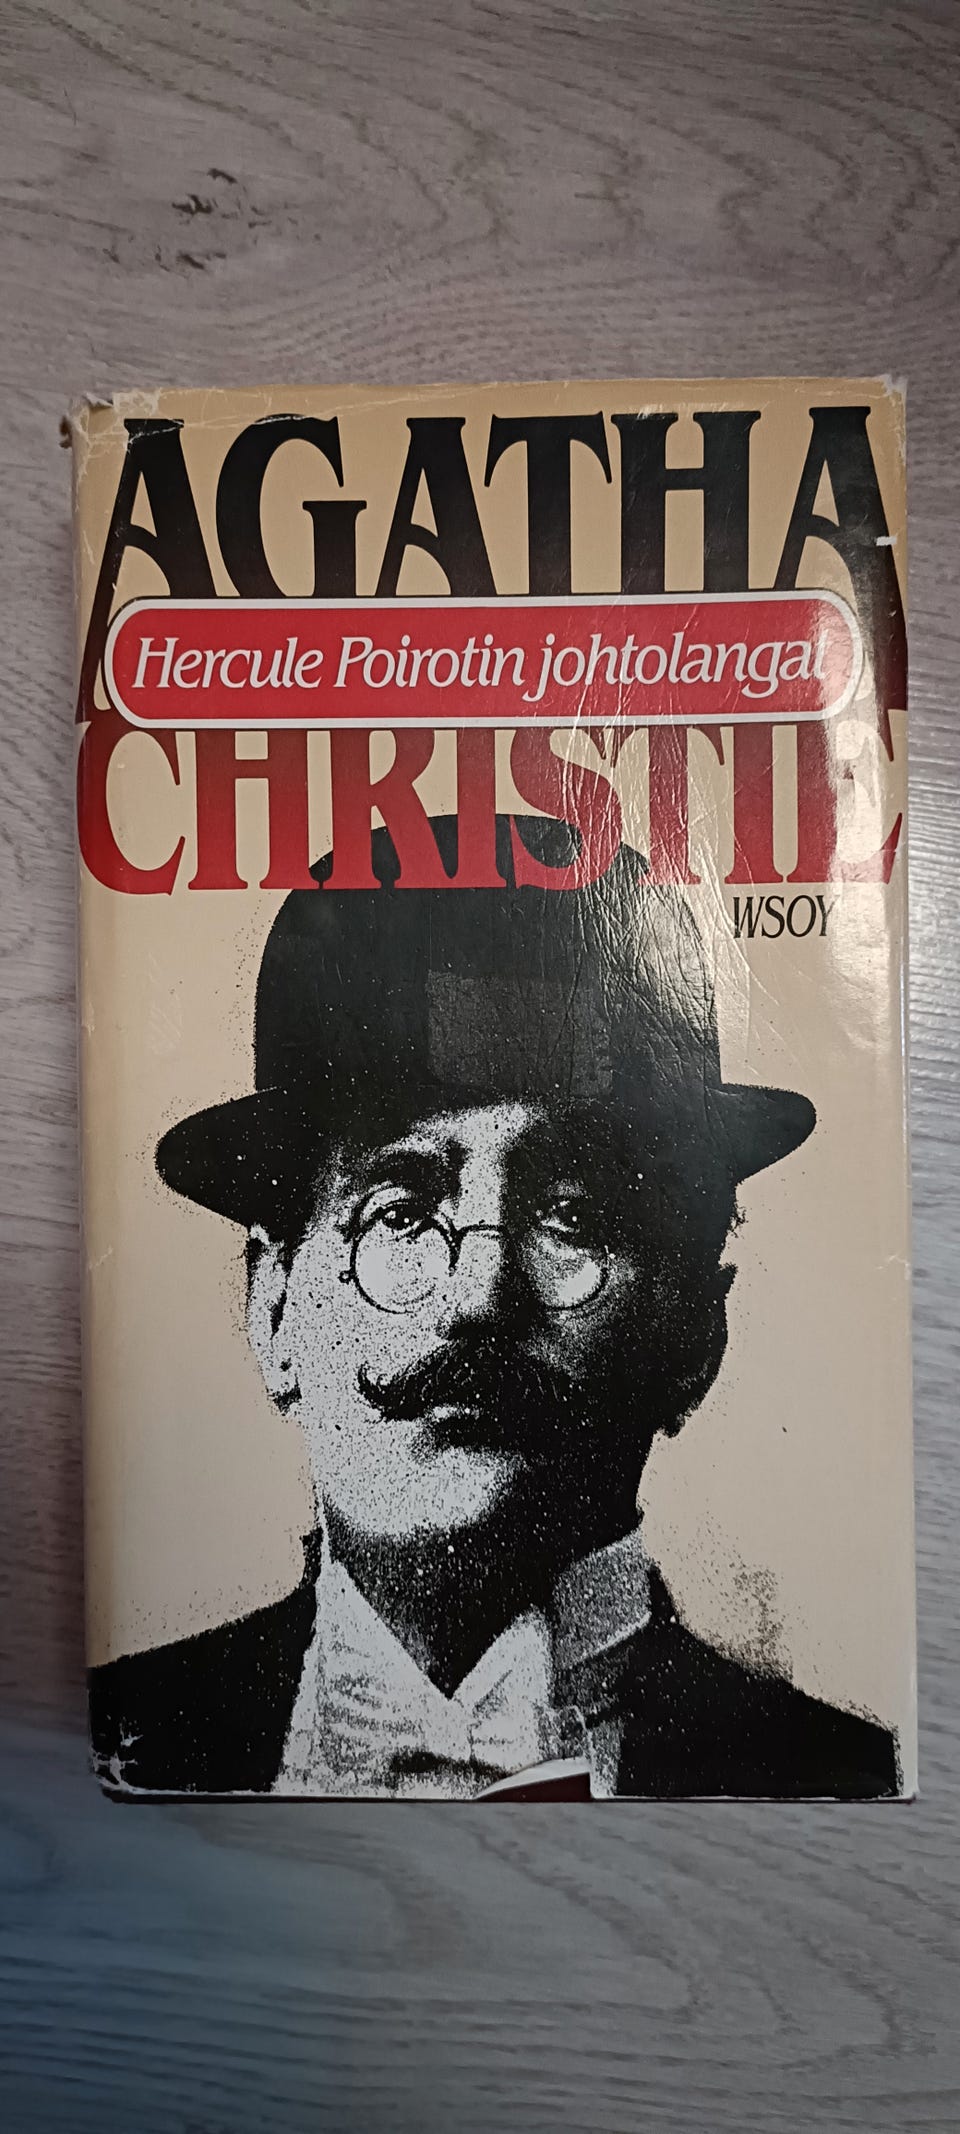 AGATHA
Hercule Poirotin johtolangat
CHRISTIE
WSOY